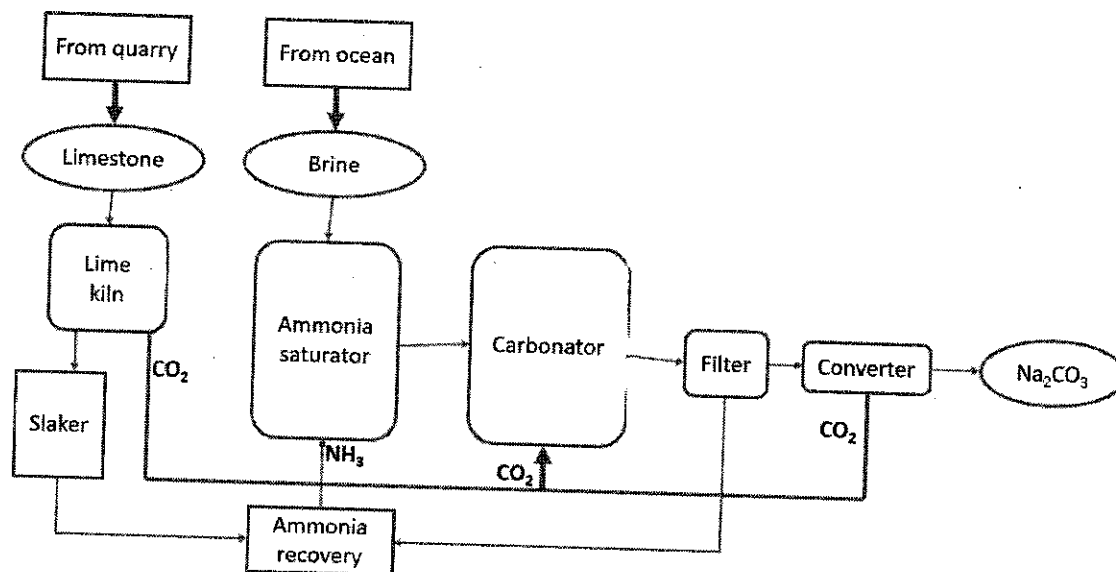 From quarry
From ocean
Limestone
Brine
Lime
kiln
Ammonia
saturator
Carbonator
Filter
Converter
Na₂CO₃
CO₂
Slaker
NH₃
CO₂
CO₂
Ammonia
recovery